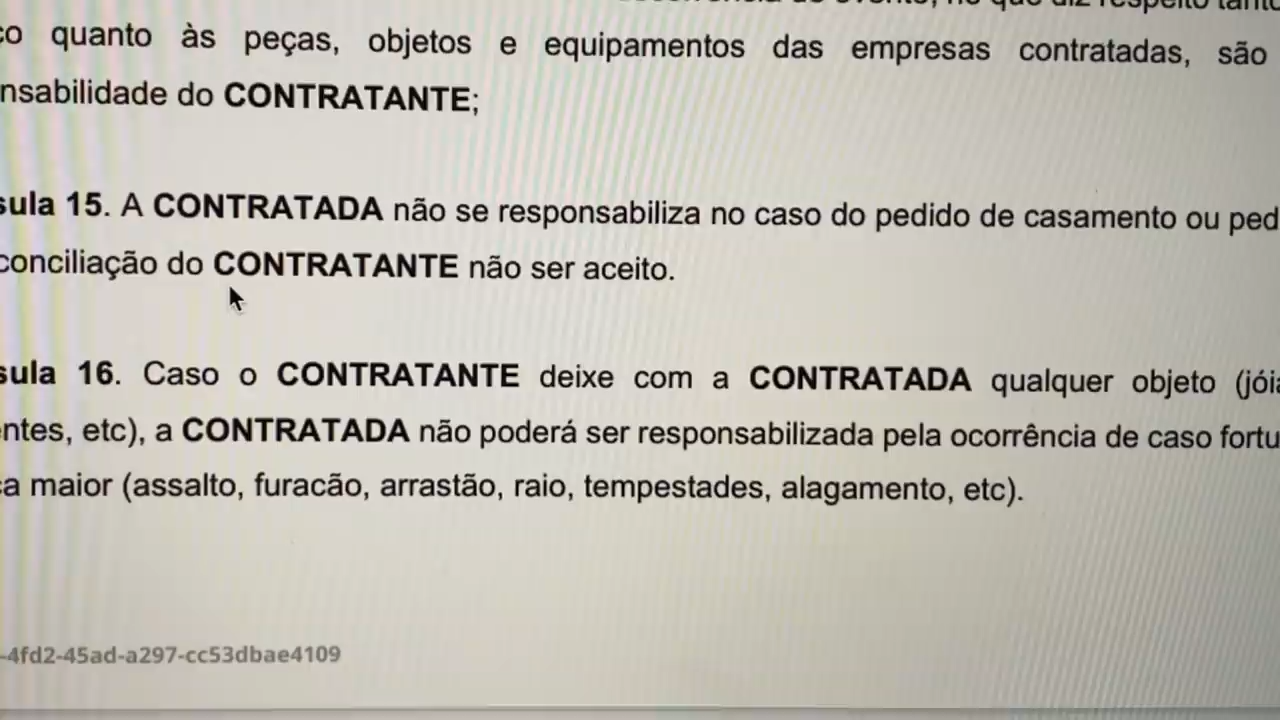 quanto às peças, objetos e equipamentos das empresas contratadas, são
nsabilidade do CONTRATANTE;
sula 15. A CONTRATADA não se responsabiliza no caso do pedido de casamento ou ped
conciliação do CONTRATANTE não ser aceito.
sula 16. Caso o CONTRATANTE deixe com a CONTRATADA qualquer objeto (jóia
entes, etc), a CONTRATADA não poderá ser responsabilizada pela ocorrência de caso fortu
a maior (assalto, furacão, arrastão, raio, tempestades, alagamento, etc).
-4fd2-45ad-a297-cc53dbae4109